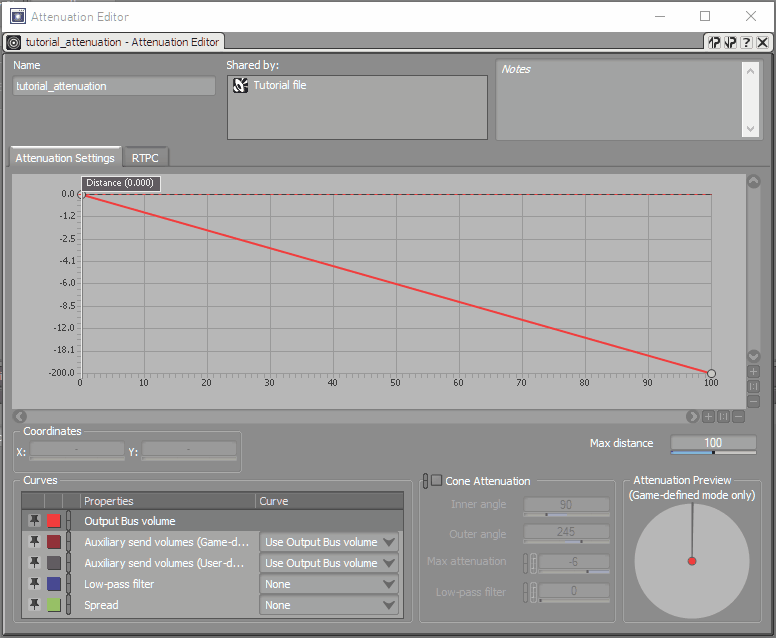 Attenuation Editor
tutorial_attenuation - Attenuation Editor
Name
Shared by:
Notes
tutorial_attenuation
Tutorial file
Attenuation Settings
RTPC
Distance (0.000)
0.0
-1.2
-2.5
-4.1
-6.0
-8.5
-12.0
-18.1
-200.0
0 10 20 30 40 50 60 70 80 90 100
Coordinates
X: -
Y: -
Max distance 100
Curves
Properties Curve
Output Bus volume
Auxiliary send volumes (Game-d... Use Output Bus volume
Auxiliary send volumes (User-d... Use Output Bus volume
Low-pass filter None
Spread None
Cone Attenuation
Inner angle 90
Outer angle 245
Max attenuation -6
Low-pass filter 0
Attenuation Preview
(Game-defined mode only)